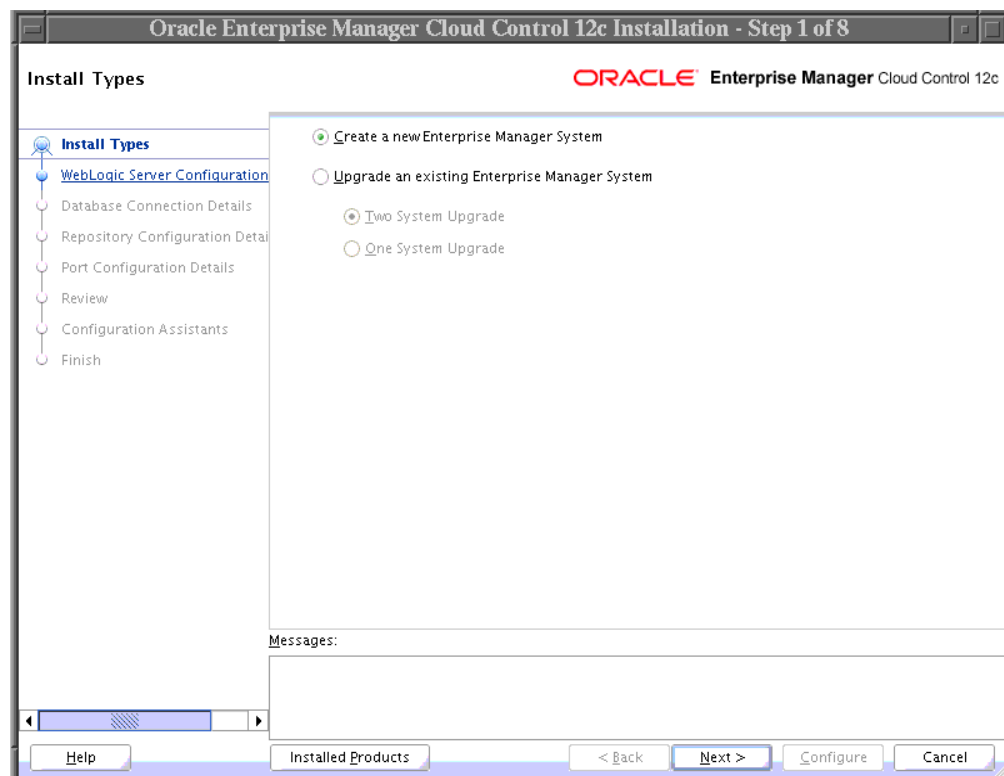 Oracle Enterprise Manager Cloud Control 12c Installation - Step 1 of 8
Install Types
ORACLE Enterprise Manager Cloud Control 12c
Install Types
WebLogic Server Configuration
Database Connection Details
Repository Configuration Detai
Port Configuration Details
Review
Configuration Assistants
Finish
Create a new Enterprise Manager System
Upgrade an existing Enterprise Manager System
Two System Upgrade
One System Upgrade
Messages:
Help
Installed Products
< Back
Next >
Configure
Cancel